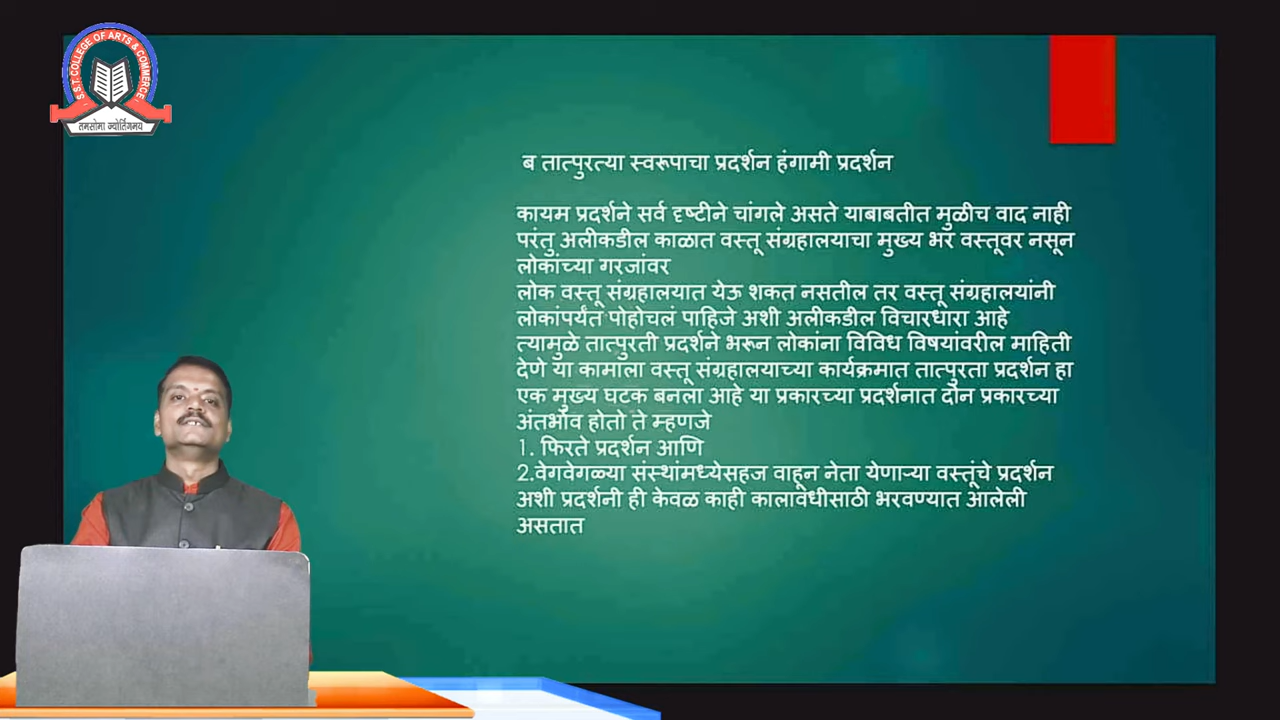 S.S.T. COLLEGE OF ARTS & COMMERCE
तमसोमा ज्योर्तिगमय
ब तात्पुरत्या स्वरूपाचा प्रदर्शन हंगामी प्रदर्शन
कायम प्रदर्शने सर्व दृष्टीने चांगले असते याबाबतीत मुळीच वाद नाही
परंतु अलीकडील काळात वस्तू संग्रहालयाचा मुख्य भर वस्तूवर नसून
लोकांच्या गरजांवर
लोक वस्तू संग्रहालयात येऊ शकत नसतील तर वस्तू संग्रहालयांनी
लोकांपर्यंत पोहोचलं पाहिजे अशी अलीकडील विचारधारा आहे
त्यामुळे तात्पुरती प्रदर्शने भरून लोकांना विविध विषयांवरील माहिती
देणे या कामाला वस्तू संग्रहालयाच्या कार्यक्रमात तात्पुरता प्रदर्शन हा
एक मुख्य घटक बनला आहे या प्रकारच्या प्रदर्शनात दोन प्रकारच्या
अंतर्भाव होतो ते म्हणजे
1. फिरते प्रदर्शन आणि
2.वेगवेगळ्या संस्थांमध्येसहज वाहून नेता येणाऱ्या वस्तूंचे प्रदर्शन
अशी प्रदर्शनी ही केवळ काही कालावधीसाठी भरवण्यात आलेली
असतात